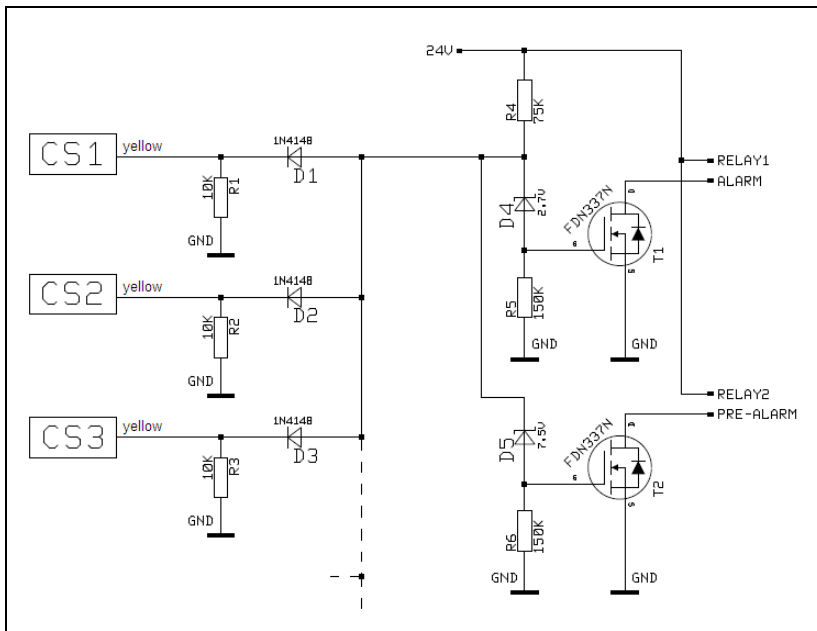 24V
R4
75K
CS1
yellow
1N4148
D1
10K
R1
GND
RELAY1
ALARM
D4
2,7V
FDN337N
D
G
S
T1
R5
150K
GND
GND
CS2
yellow
1N4148
D2
10K
R2
GND
RELAY2
PRE-ALARM
CS3
yellow
1N4148
D3
10K
R3
GND
D5
7,5V
FDN337N
D
G
S
T2
R6
150K
GND
GND